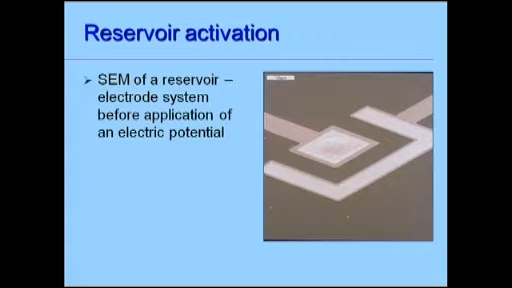 Reservoir activation
SEM of a reservoir –
electrode system
before application of
an electric potential